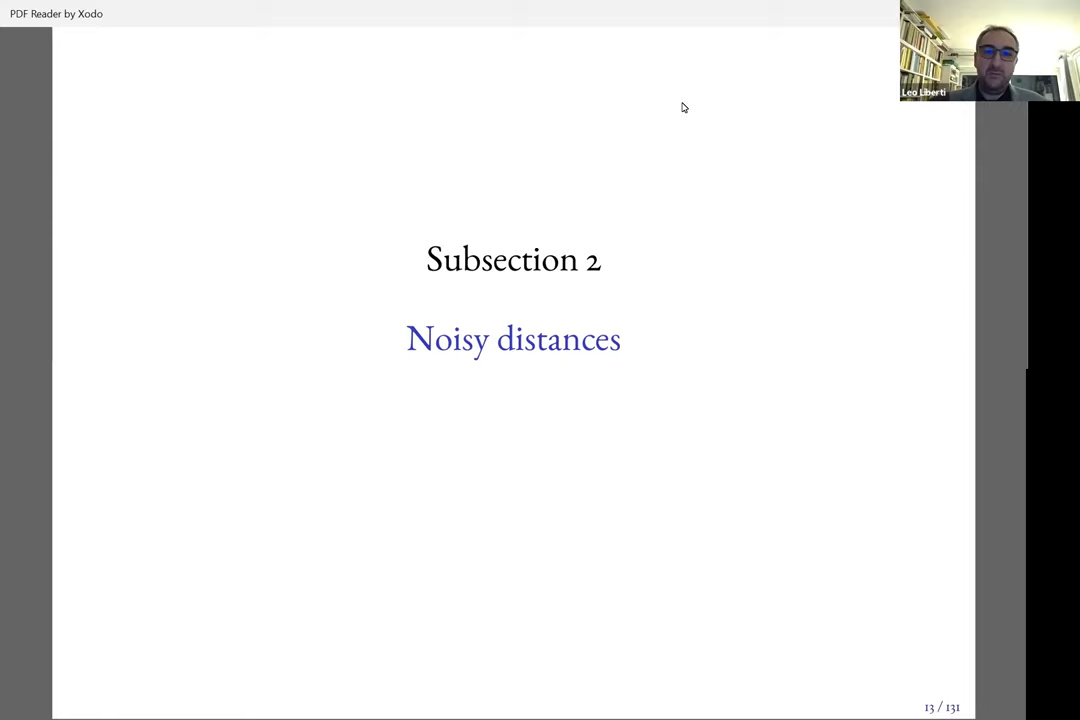 PDF Reader by Xodo
Leo Liberti
Subsection 2
Noisy distances
13 / 131